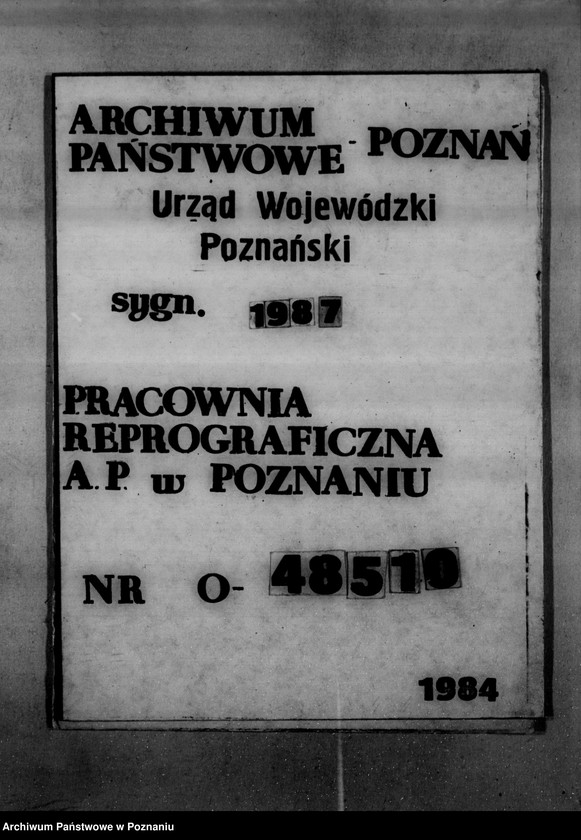 ARCHIWUM
PAŃSTWOWE - POZNAŃ
Urząd Wojewódzki
Poznański
sygn. 1987
PRACOWNIA
REPROGRAFICZNA
A.P. w POZNANIU
NR O-48510
1984
Archiwum Państwowe w Poznaniu